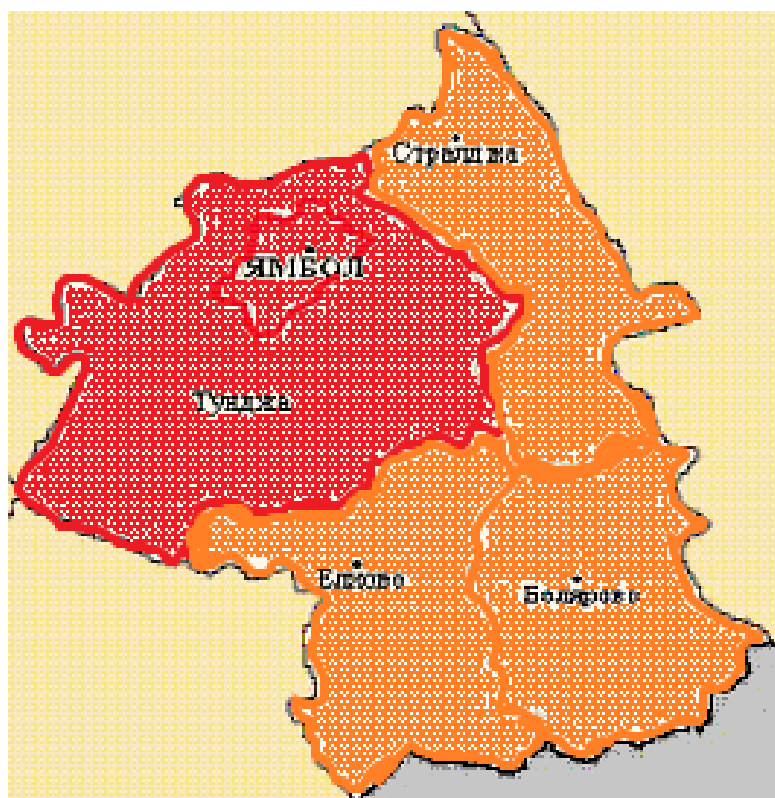 Стралджа
ЯМБОЛ
Тунджа
Елхово
Болярово